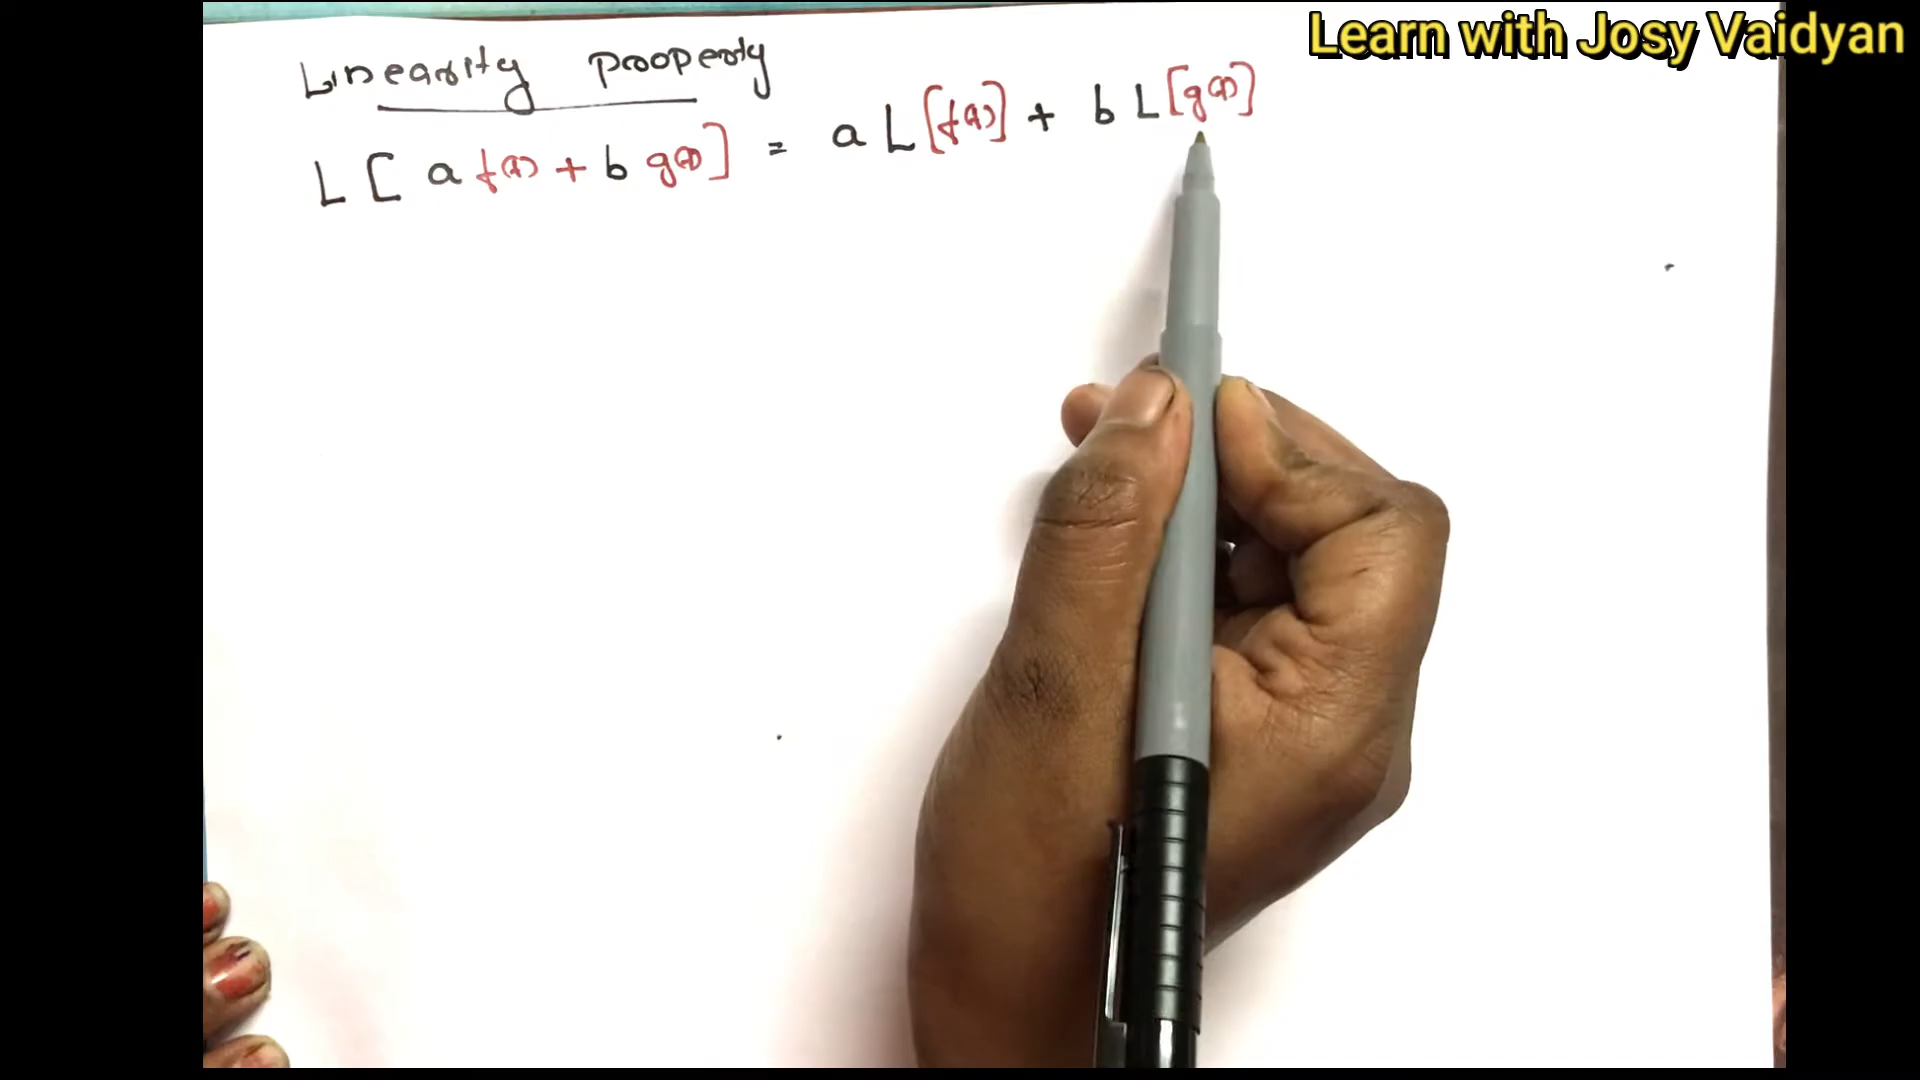 Learn with Josy Vaidyan
Linearity property
L [ a f(t) + b g(t) ] = a L [f(t)] + b L [g(t)]